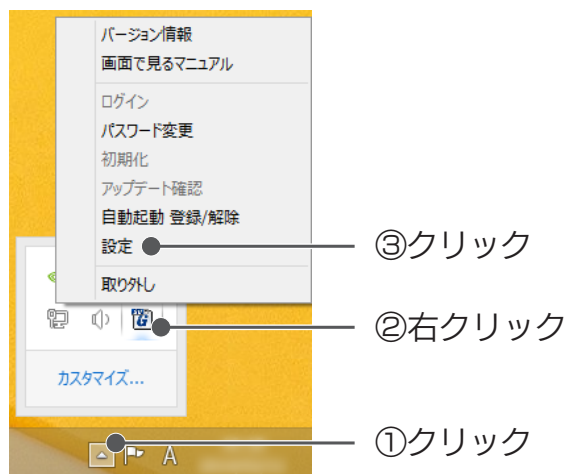 バージョン情報
画面で見るマニュアル
ログイン
パスワード変更
初期化
アップデート確認
自動起動 登録/解除
設定
取り外し
③クリック
②右クリック
カスタマイズ...
①クリック
A